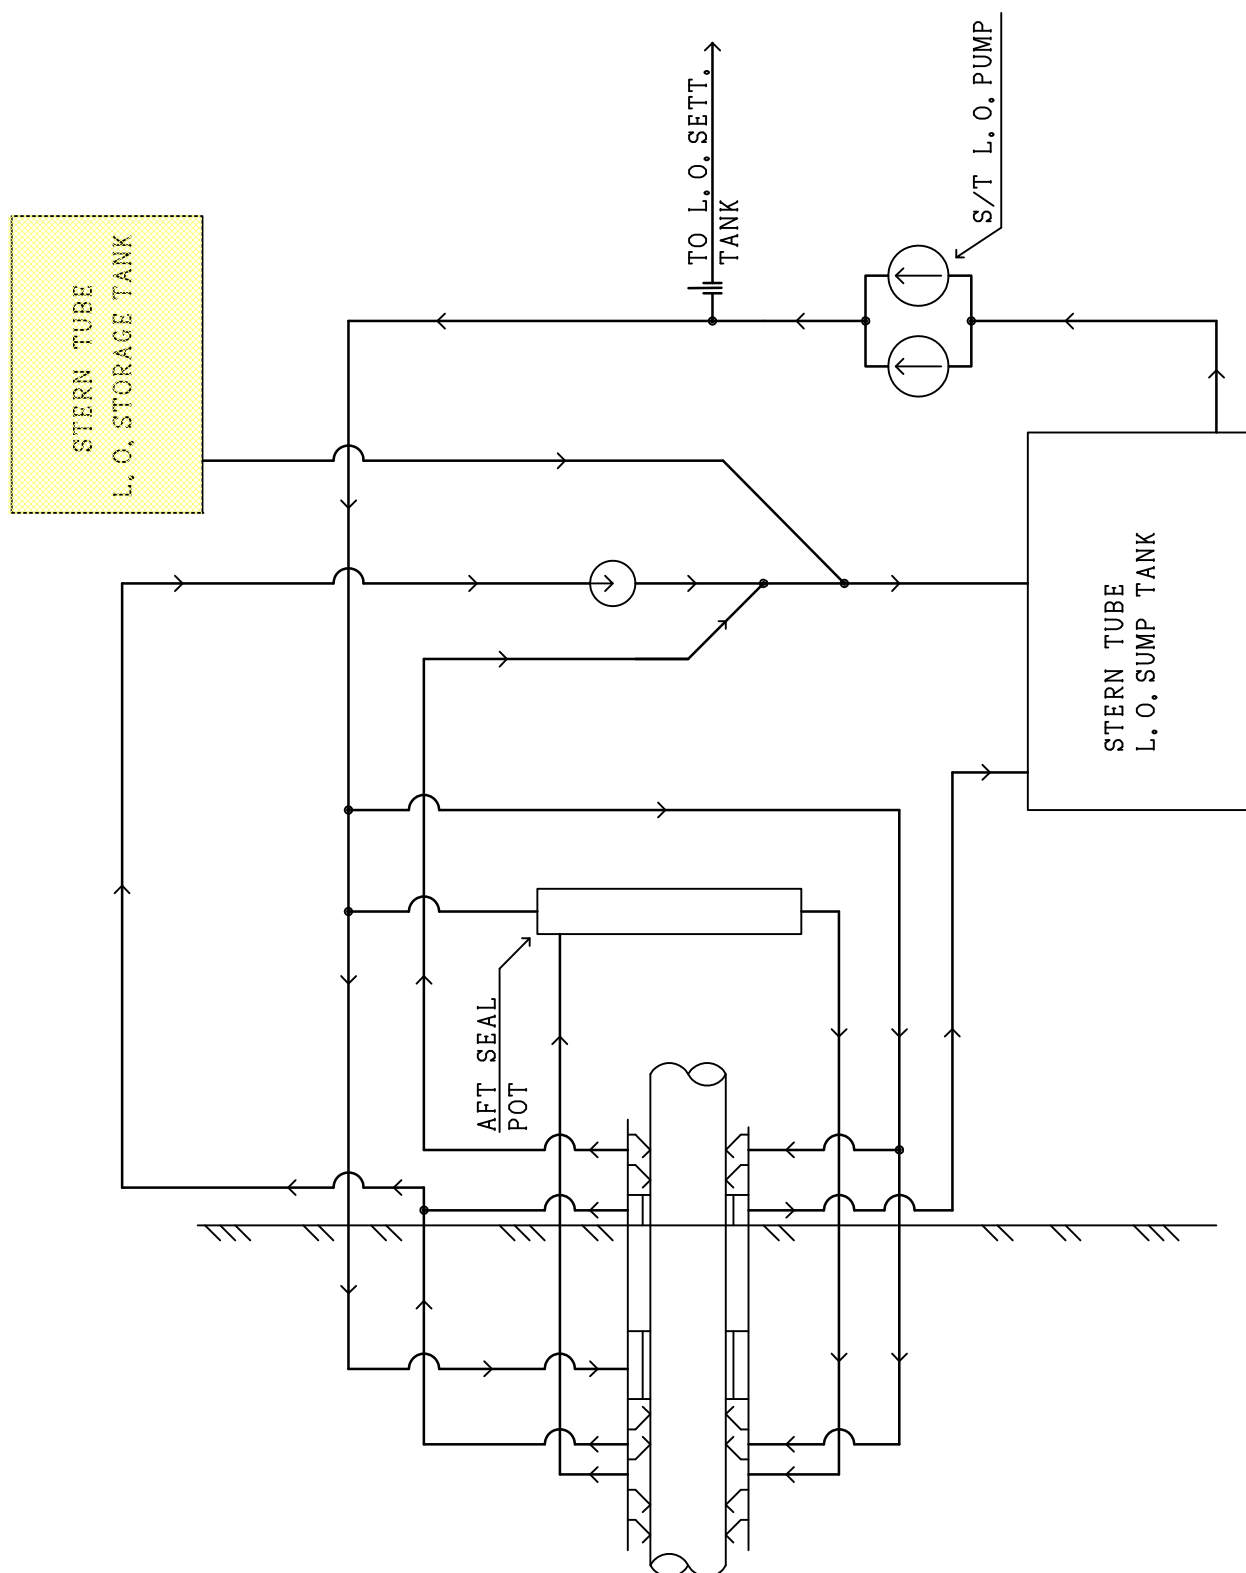 STERN TUBE
L.O.STORAGE TANK
TO L.O.SETT.
TANK
S/T L.O.PUMP
STERN TUBE
L.O.SUMP TANK
AFT SEAL
POT